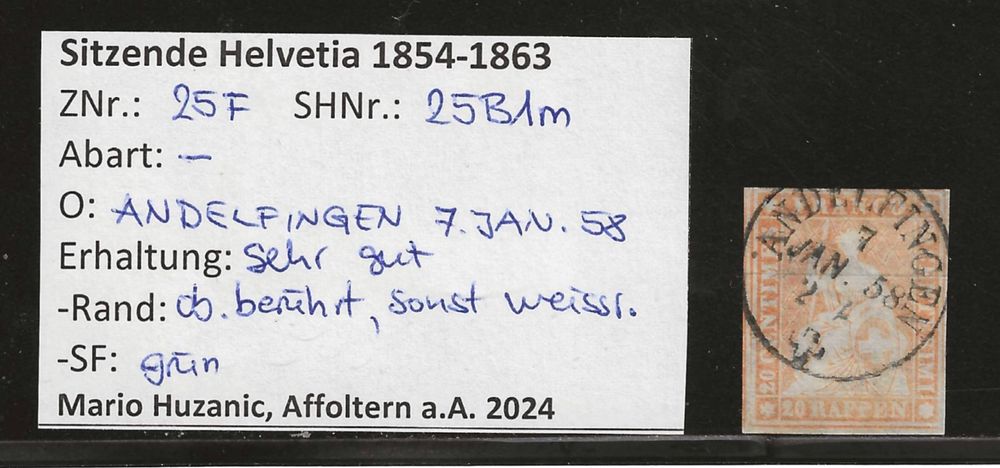 Sitzende Helvetia 1854-1863
ZNr.: 25F SHNr.: 25B1m
Abart: —
O: ANDELFINGEN 7. JAN. 58
Erhaltung: sehr gut
-Rand: ob. berührt, sonst weissr.
-SF: grün
Mario Huzanic, Affoltern a.A. 2024
ANDELFINGEN
7
JAN. 58
2
20 RAPPEN